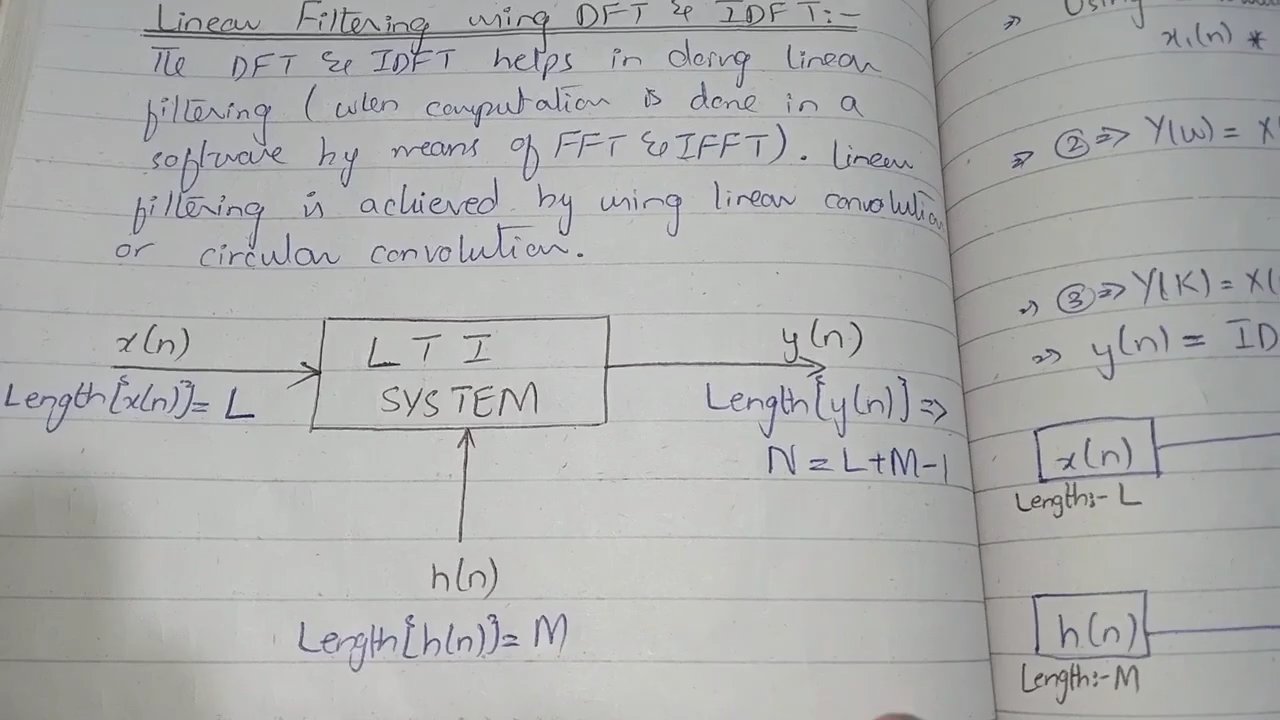 Linear Filtering using DFT & IDFT:-
The DFT & IDFT helps in doing linear
filtering (when computation is done in a
software by means of FFT & IFFT). Linear
filtering is achieved by using linear convolution
or circular convolution.
x(n)
Length[{x(n)}]= L
L T I
SYSTEM
y(n)
Length[y(n)] =>
N = L+M-1
h(n)
Length[{h(n)}]= M
=> Using
x₁(n) *
=> ② => Y(w) = X(
=> ③ => Y(K) = X(
=> y(n) = ID
x(n)
Length:- L
h(n)
Length:- M